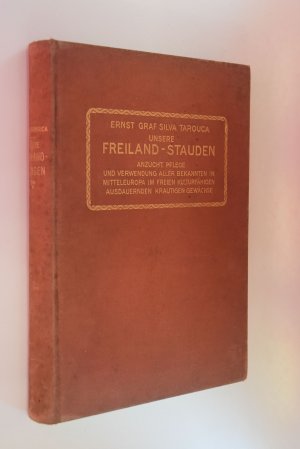 ERNST GRAF SILVA TAROUCA
UNSERE
FREILAND-STAUDEN
ANZUCHT, PFLEGE
UND VERWENDUNG ALLER BEKANNTEN IN
MITTELEUROPA IM FREIEN KULTURFÄHIGEN
AUSDAUERNDEN KRAUTIGEN GEWÄCHSE